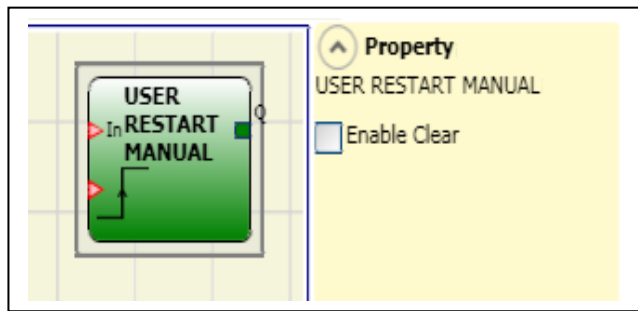 USER
In RESTART
MANUAL
Q
Property
USER RESTART MANUAL
Enable Clear